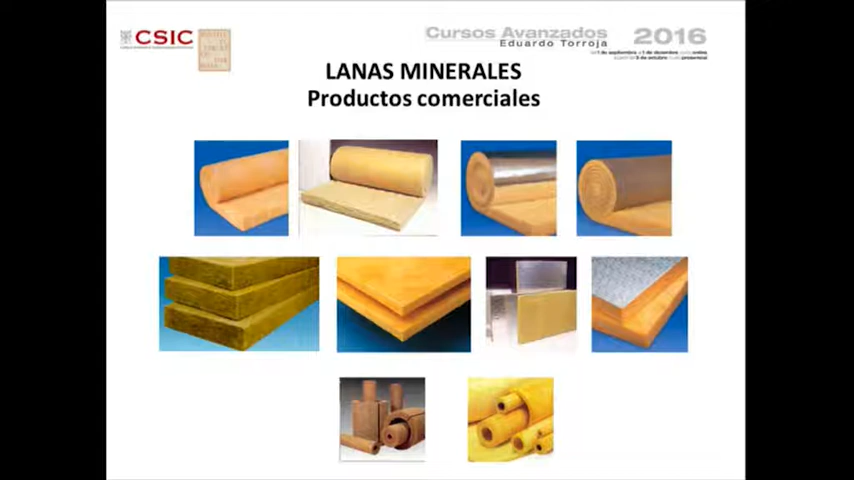 CSIC
Cursos Avanzados 2016
Eduardo Torroja
LANAS MINERALES
Productos comerciales